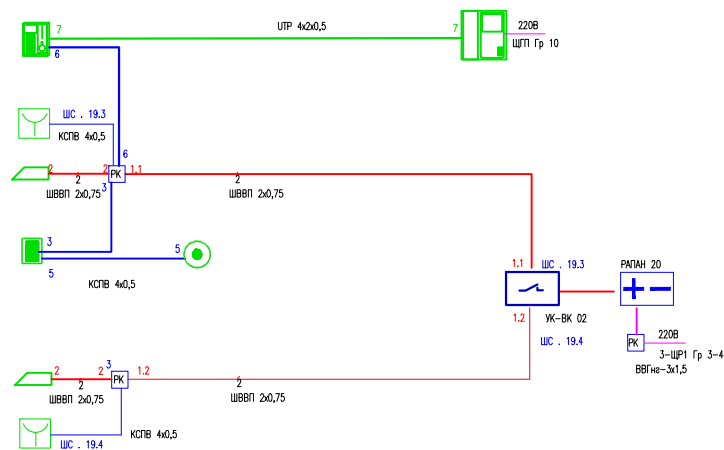 UTP 4x2x0,5
7
7
220В
ЩГП Гр 10
6
ШС . 19.3
КСПВ 4x0,5
6
2
2
2
РК
1.1
2
ШВВП 2x0,75
3
ШВВП 2x0,75
3
5
5
КСПВ 4x0,5
1.1
ШС . 19.3
РАПАН 20
1.2
УК-ВК 02
ШС . 19.4
РК
220В
3-ЩР1 Гр 3-4
ВВГнг-3x1,5
3
2
2
2
РК
1.2
2
ШВВП 2x0,75
ШВВП 2x0,75
КСПВ 4x0,5
ШС . 19.4